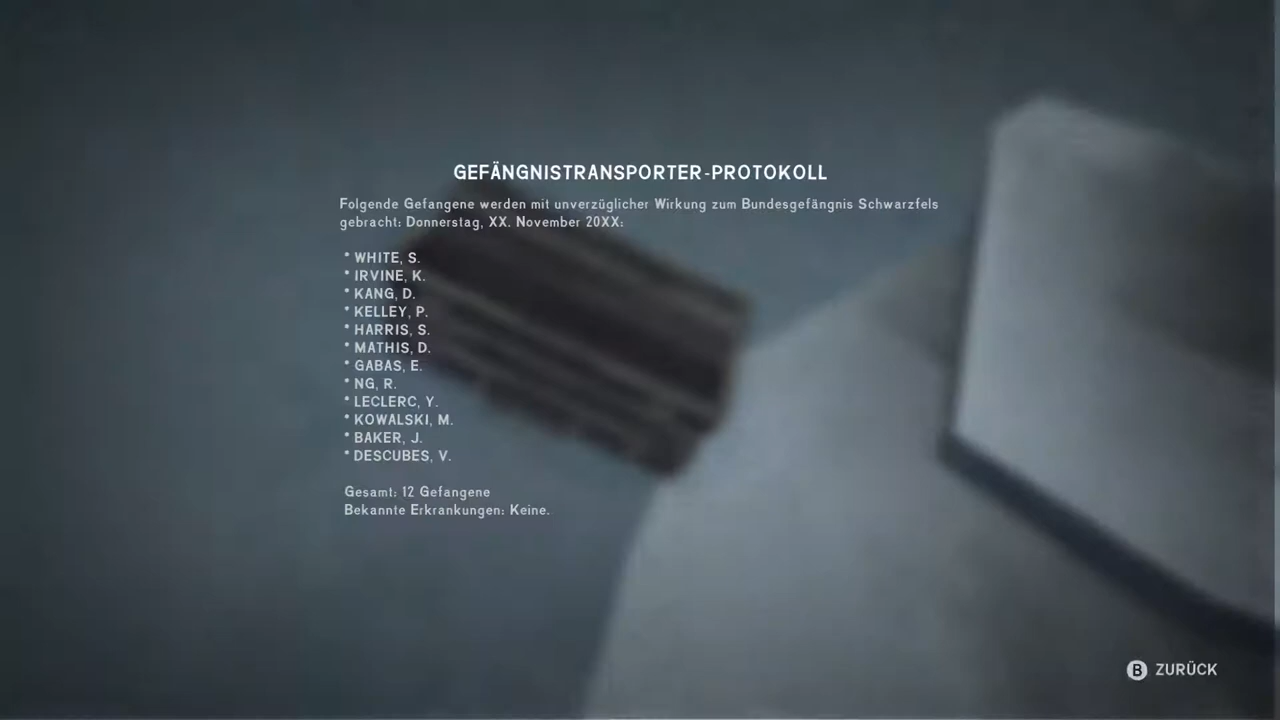 GEFÄNGNISTRANSPORTER-PROTOKOLL
Folgende Gefangene werden mit unverzüglicher Wirkung zum Bundesgefängnis Schwarzfels
gebracht: Donnerstag, XX. November 20XX:
* WHITE, S.
* IRVINE, K.
* KANG, D.
* KELLEY, P.
* HARRIS, S.
* MATHIS, D.
* GABAS, E.
* NG, R.
* LECLERC, Y.
* KOWALSKI, M.
* BAKER, J.
* DESCUBES, V.
Gesamt: 12 Gefangene
Bekannte Erkrankungen: Keine.
B ZURÜCK